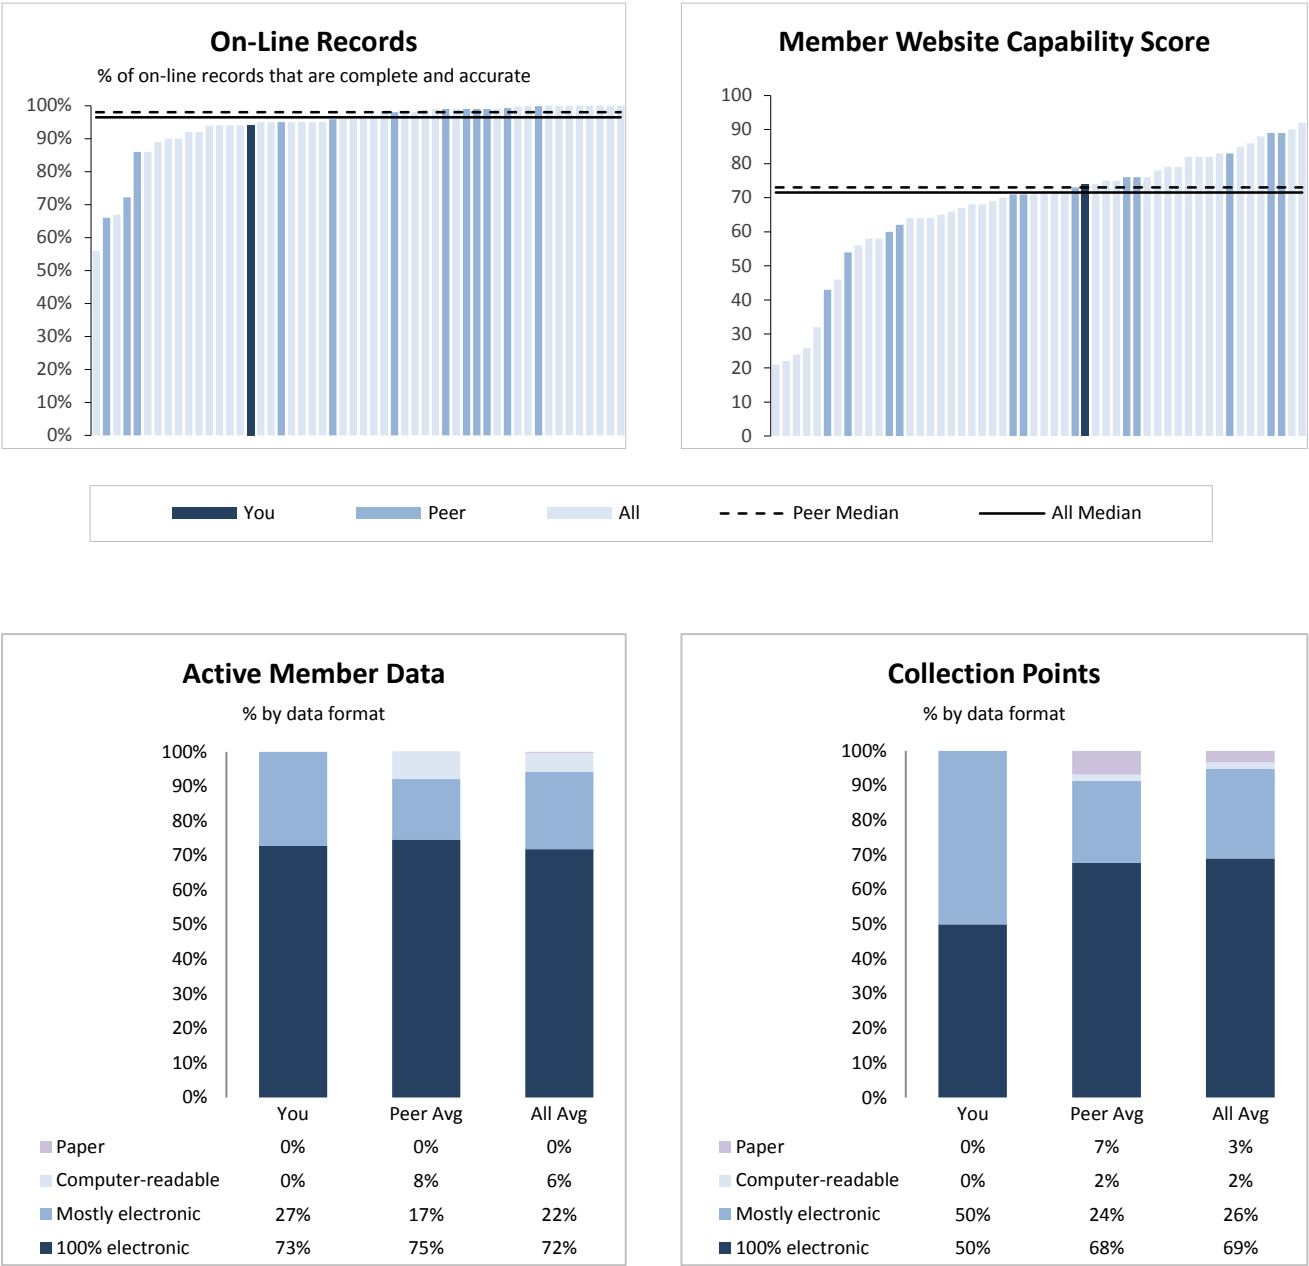 On-Line Records
% of on-line records that are complete and accurate
100%
90%
80%
70%
60%
50%
40%
30%
20%
10%
0%
Member Website Capability Score
100
90
80
70
60
50
40
30
20
10
0
You Peer All Peer Median All Median
Active Member Data
% by data format
100%
90%
80%
70%
60%
50%
40%
30%
20%
10%
0%
You Peer Avg All Avg
Paper 0% 0% 0%
Computer-readable 0% 8% 6%
Mostly electronic 27% 17% 22%
100% electronic 73% 75% 72%
Collection Points
% by data format
100%
90%
80%
70%
60%
50%
40%
30%
20%
10%
0%
You Peer Avg All Avg
Paper 0% 7% 3%
Computer-readable 0% 2% 2%
Mostly electronic 50% 24% 26%
100% electronic 50% 68% 69%